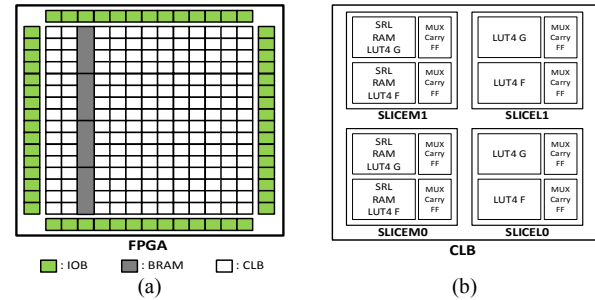 FPGA
: IOB
: BRAM
: CLB
(a)
SRL
RAM
LUT4 G
MUX
Carry
FF
SRL
RAM
LUT4 F
MUX
Carry
FF
SLICEM1
LUT4 G
MUX
Carry
FF
LUT4 F
MUX
Carry
FF
SLICEL1
SRL
RAM
LUT4 G
MUX
Carry
FF
SRL
RAM
LUT4 F
MUX
Carry
FF
SLICEM0
LUT4 G
MUX
Carry
FF
LUT4 F
MUX
Carry
FF
SLICEL0
CLB
(b)